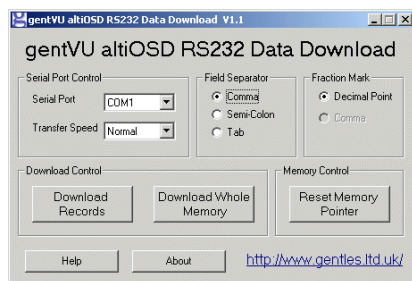 gentVU altiOSD RS232 Data Download V1.1
gentVU altiOSD RS232 Data Download
Serial Port Control
Serial Port
COM1
Transfer Speed
Normal
Field Separator
Comma
Semi-Colon
Tab
Fraction Mark
Decimal Point
Comma
Download Control
Download
Records
Download Whole
Memory
Memory Control
Reset Memory
Pointer
Help
About
http://www.gentles.ltd.uk/